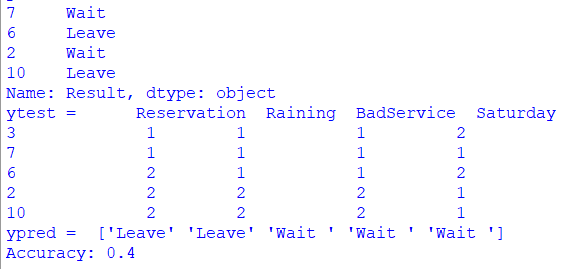 7 Wait
6 Leave
2 Wait
10 Leave
Name: Result, dtype: object
ytest = Reservation Raining BadService Saturday
3 1 1 1 2
7 1 1 1 1
6 2 1 1 2
2 2 2 2 1
10 2 2 2 1
ypred = ['Leave' 'Leave' 'Wait ' 'Wait ' 'Wait ']
Accuracy: 0.4